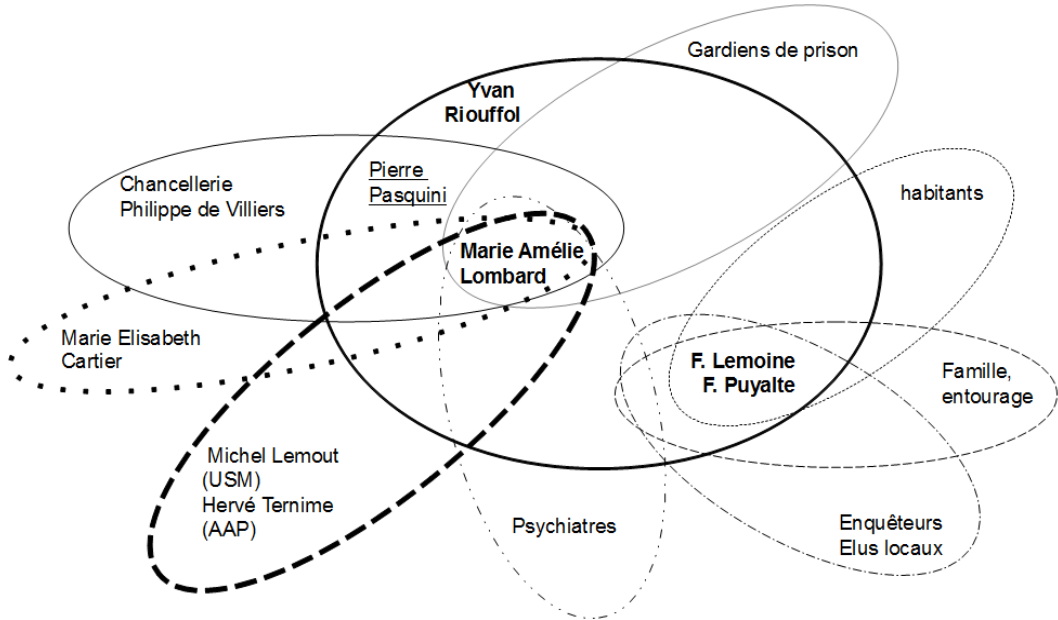 Gardiens de prison
Yvan
Riouffol
Pierre
Pasquini
Chancellerie
Philippe de Villiers
habitants
Marie Amélie
Lombard
Marie Elisabeth
Cartier
F. Lemoine
F. Puyalte
Famille,
entourage
Michel Lemout
(USM)
Hervé Ternime
(AAP)
Psychiatres
Enquêteurs
Elus locaux